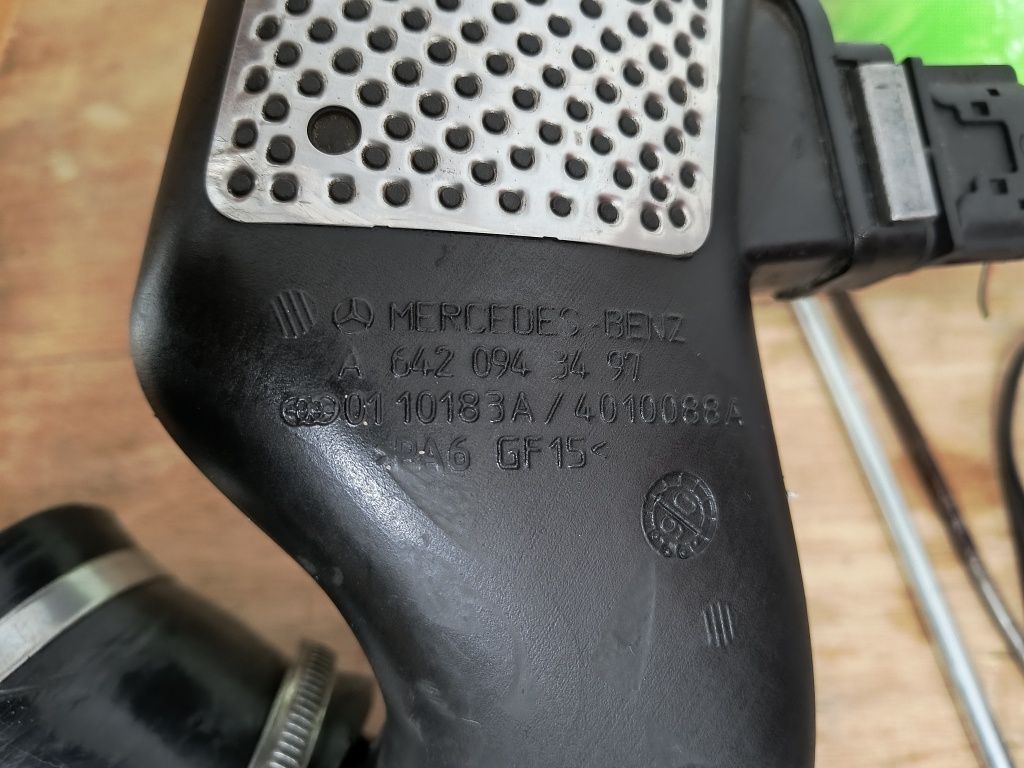 MERCEDES-BENZ
A 642 094 34 97
01 10183A / 4010088A
>PA6 GF15<